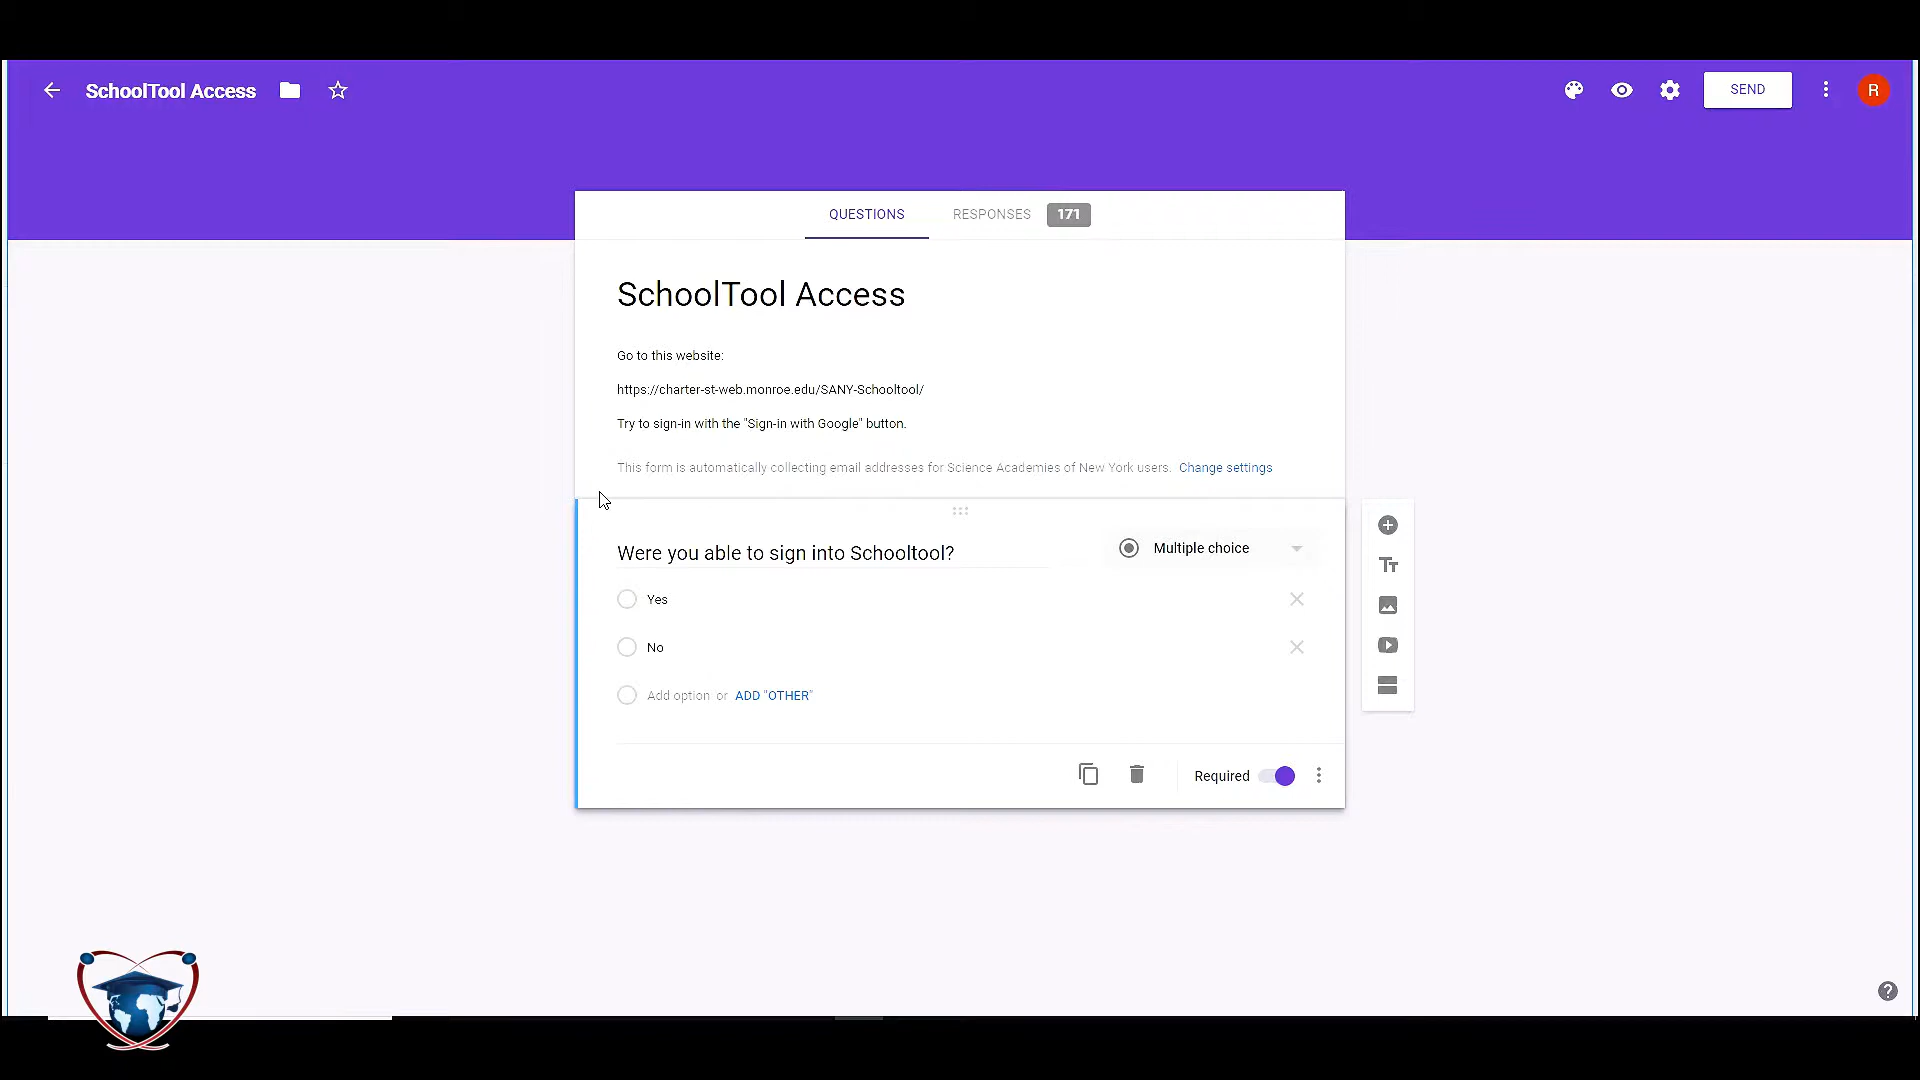 SchoolTool Access
SEND
R
QUESTIONS
RESPONSES 171
SchoolTool Access
Go to this website:
https://charter-st-web.monroe.edu/SANY-Schooltool/
Try to sign-in with the "Sign-in with Google" button.
This form is automatically collecting email addresses for Science Academies of New York users. Change settings
Were you able to sign into Schooltool?
Multiple choice
Yes
No
Add option or ADD "OTHER"
Required